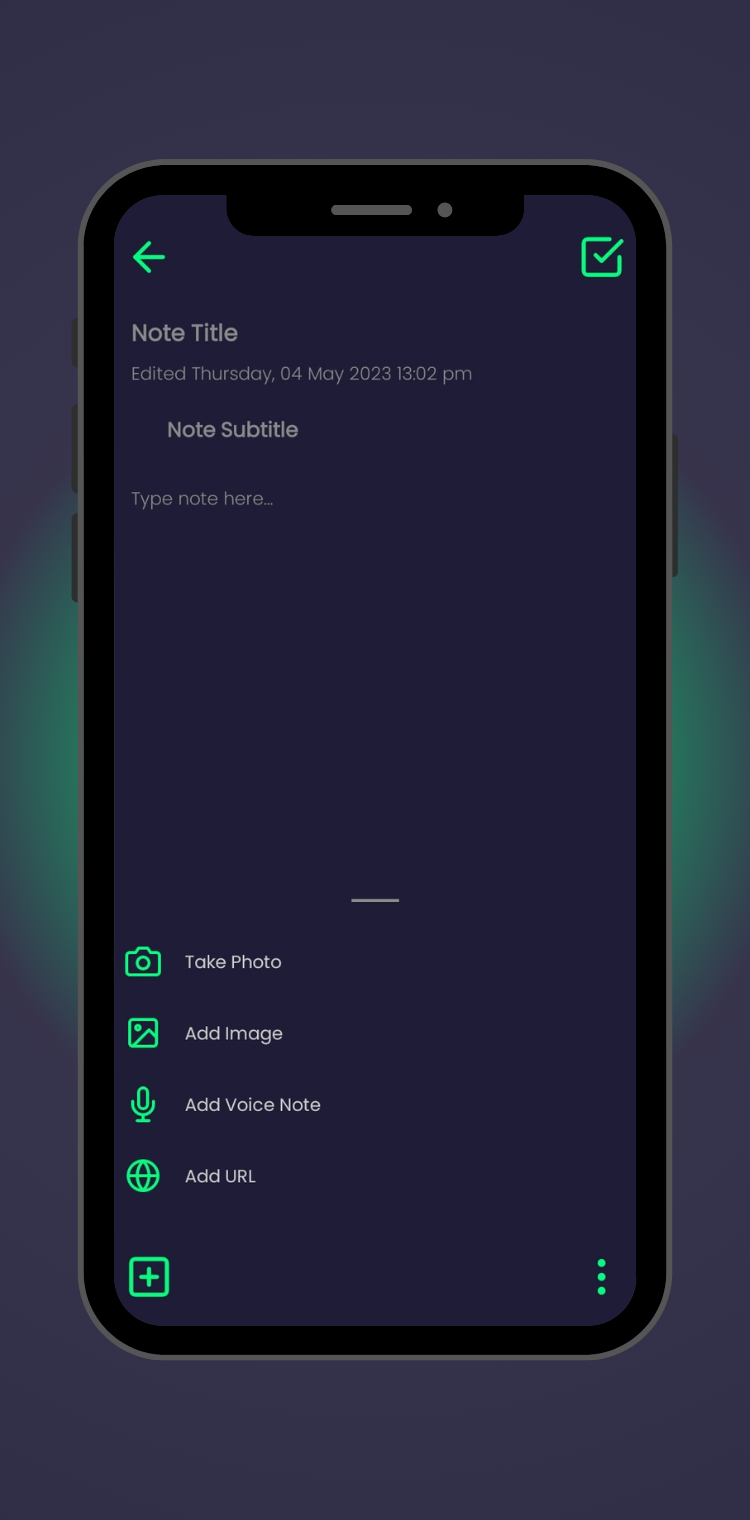 Note Title
Edited Thursday, 04 May 2023 13:02 pm
Note Subtitle
Type note here...
Take Photo
Add Image
Add Voice Note
Add URL